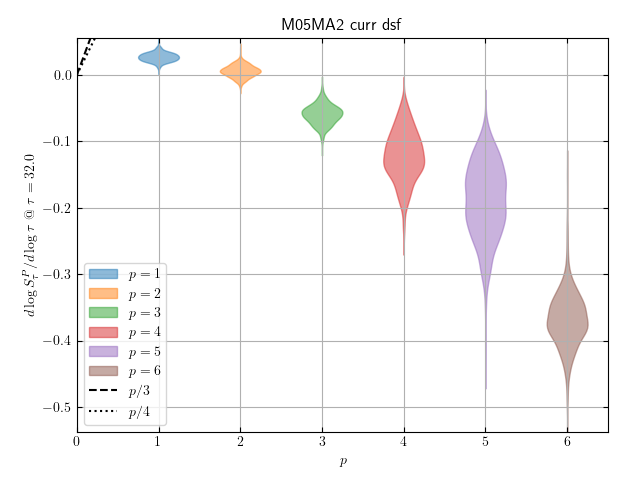 M05MA2 curr dsf
d log S_τ^p / d log τ @ τ = 32.0
0.0
−0.1
−0.2
−0.3
−0.4
−0.5
p = 1
p = 2
p = 3
p = 4
p = 5
p = 6
p/3
p/4
0 1 2 3 4 5 6
p